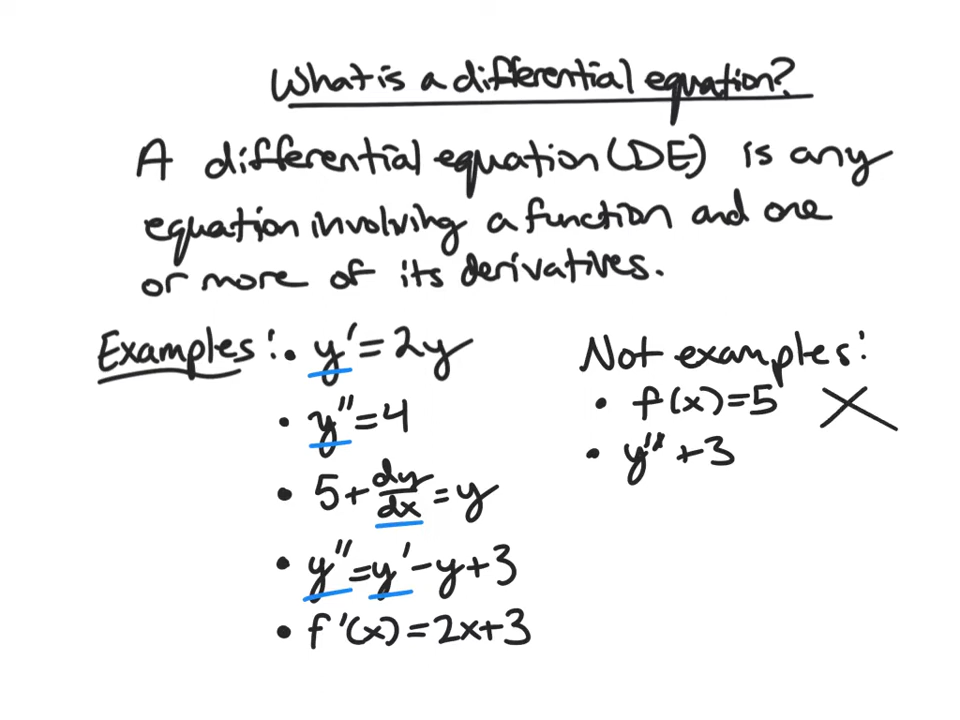 What is a differential equation?
A differential equation (DE) is any
equation involving a function and one
or more of its derivatives.
Examples:
• y' = 2y
• y'' = 4
• 5 + dy/dx = y
• y'' = y' - y + 3
• f'(x) = 2x + 3
Not examples:
• f(x) = 5
• y'' + 3